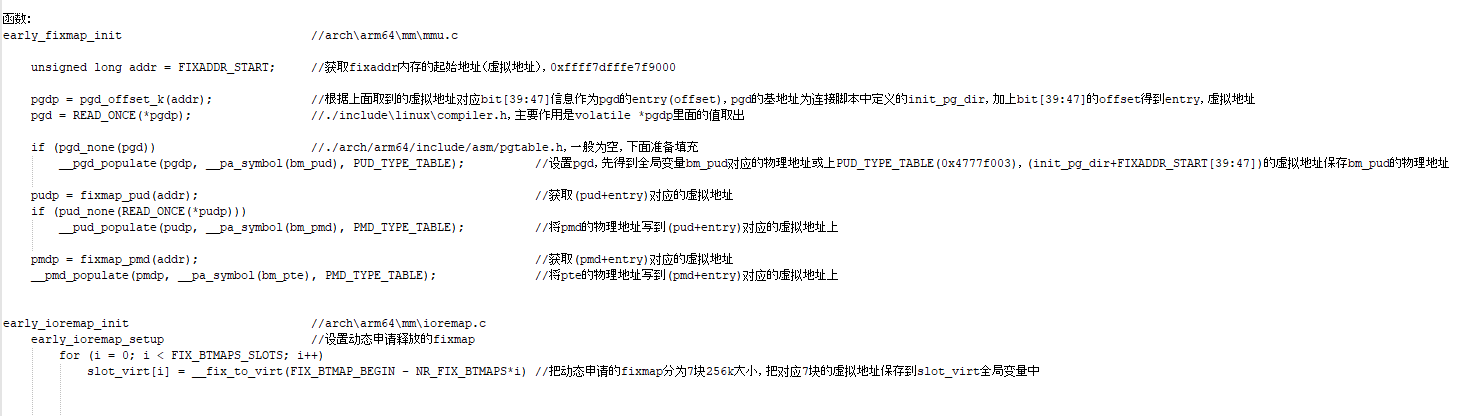 函数:
early_fixmap_init //arch\arm64\mm\mmu.c
unsigned long addr = FIXADDR_START; //获取fixaddr内存的起始地址(虚拟地址),0xffff7dfffe7f9000
pgdp = pgd_offset_k(addr); //根据上面取到的虚拟地址对应bit[39:47]信息作为pgd的entry(offset),pgd的基地址为连接脚本中定义的init_pg_dir,加上bit[39:47]的offset得到entry,虚拟地址
pgd = READ_ONCE(*pgdp); //./include\linux\compiler.h,主要作用是volatile *pgdp里面的值取出
if (pgd_none(pgd)) //./arch/arm64/include/asm/pgtable.h,一般为空,下面准备填充
__pgd_populate(pgdp, __pa_symbol(bm_pud), PUD_TYPE_TABLE); //设置pgd,先得到全局变量bm_pud对应的物理地址或上PUD_TYPE_TABLE(0x4777f003),(init_pg_dir+FIXADDR_START[39:47])的虚拟地址保存bm_pud的物理地址
pudp = fixmap_pud(addr); //获取(pud+entry)对应的虚拟地址
if (pud_none(READ_ONCE(*pudp)))
__pud_populate(pudp, __pa_symbol(bm_pmd), PMD_TYPE_TABLE); //将pmd的物理地址写到(pud+entry)对应的虚拟地址上
pmdp = fixmap_pmd(addr); //获取(pmd+entry)对应的虚拟地址
__pmd_populate(pmdp, __pa_symbol(bm_pte), PMD_TYPE_TABLE); //将pte的物理地址写到(pmd+entry)对应的虚拟地址上
early_ioremap_init //arch\arm64\mm\ioremap.c
early_ioremap_setup //设置动态申请释放的fixmap
for (i = 0; i < FIX_BTMAPS_SLOTS; i++)
slot_virt[i] = __fix_to_virt(FIX_BTMAP_BEGIN - NR_FIX_BTMAPS*i) //把动态申请的fixmap分为7块256k大小,把对应7块的虚拟地址保存到slot_virt全局变量中